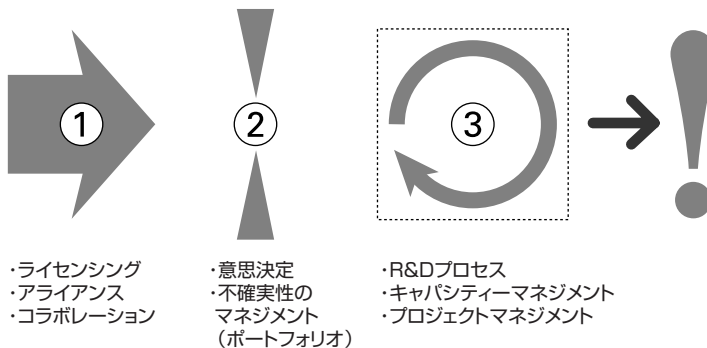 ①
②
③
・ライセンシング
・アライアンス
・コラボレーション
・意思決定
・不確実性の
マネジメント
（ポートフォリオ）
・R&Dプロセス
・キャパシティーマネジメント
・プロジェクトマネジメント